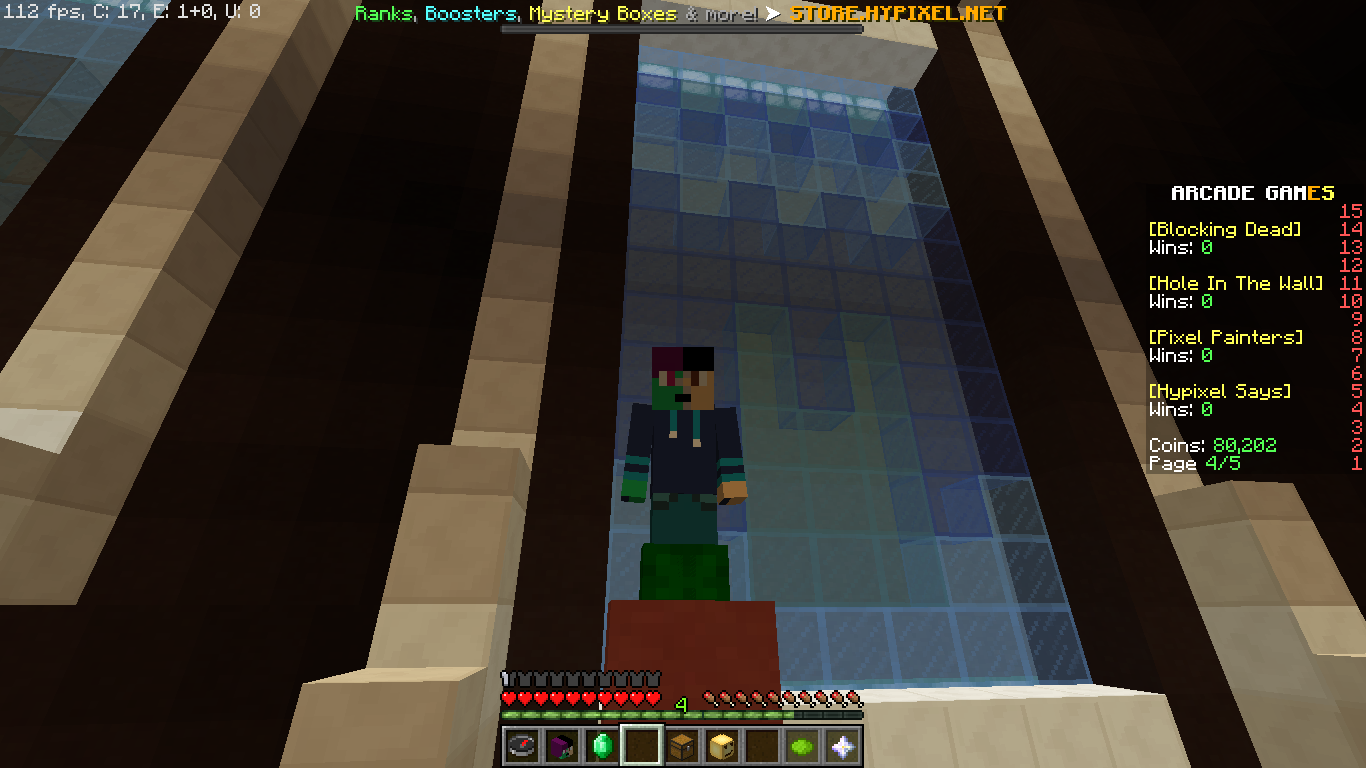 112 fps, C: 17, E: 1+0, U: 0
Ranks, Boosters, Mystery Boxes & more! ➤ STORE.HYPIXEL.NET
ARCADE GAMES
15
[Blocking Dead] 14
Wins: 0 13
12
[Hole In The Wall] 11
Wins: 0 10
9
[Pixel Painters] 8
Wins: 0 7
6
[Hypixel Says] 5
Wins: 0 4
3
Coins: 80,202 2
Page 4/5 1
4